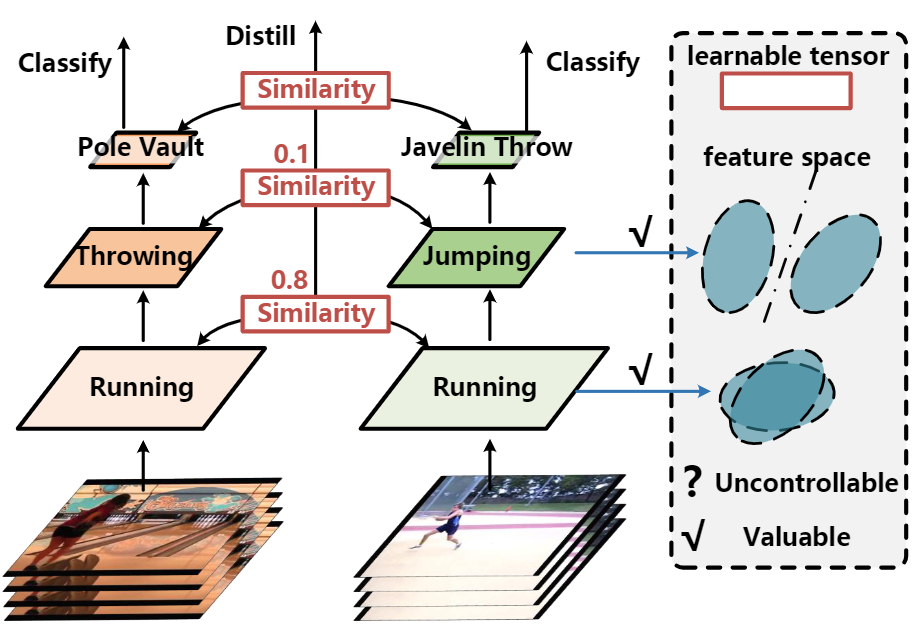 Classify
Distill
Classify
Similarity
Pole Vault
Javelin Throw
0.1
Similarity
Throwing
Jumping
√
0.8
Similarity
Running
Running
√
learnable tensor
feature space
? Uncontrollable
√ Valuable